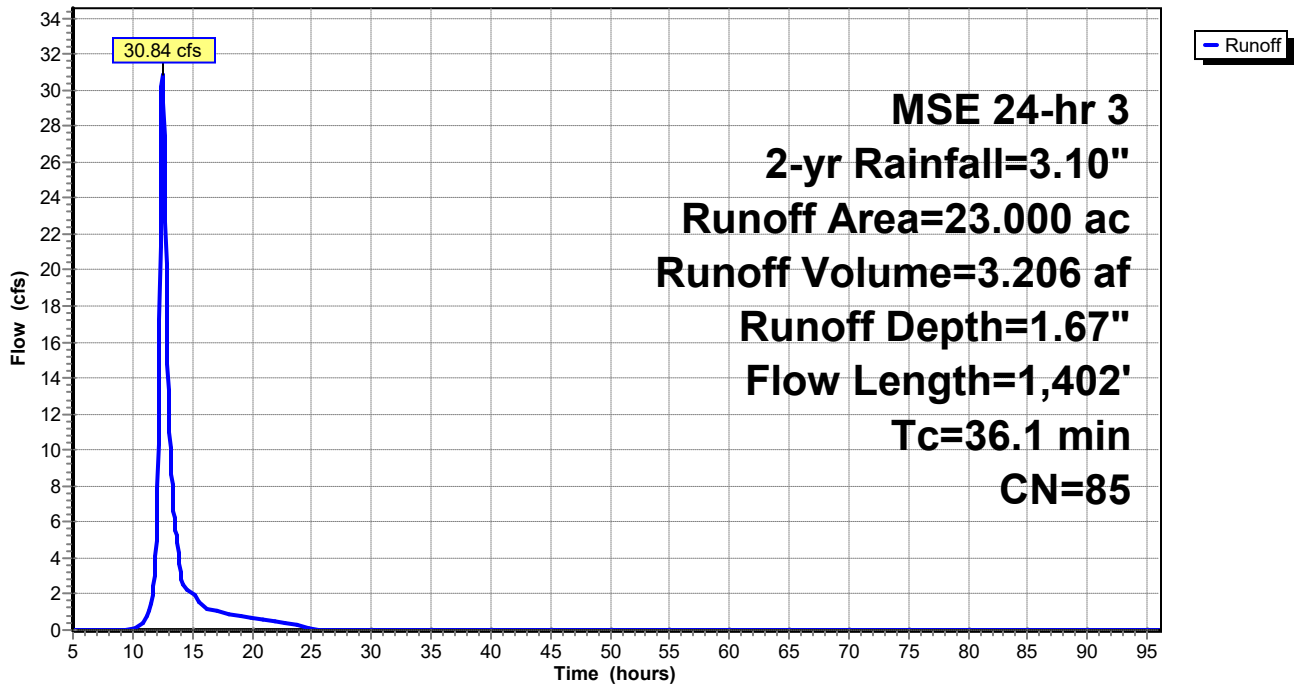 34
32
30
28
26
24
22
20
18
16
14
12
10
8
6
4
2
0
Flow (cfs)
30.84 cfs
Runoff
MSE 24-hr 3
2-yr Rainfall=3.10"
Runoff Area=23.000 ac
Runoff Volume=3.206 af
Runoff Depth=1.67"
Flow Length=1,402'
Tc=36.1 min
CN=85
5 10 15 20 25 30 35 40 45 50 55 60 65 70 75 80 85 90 95
Time (hours)